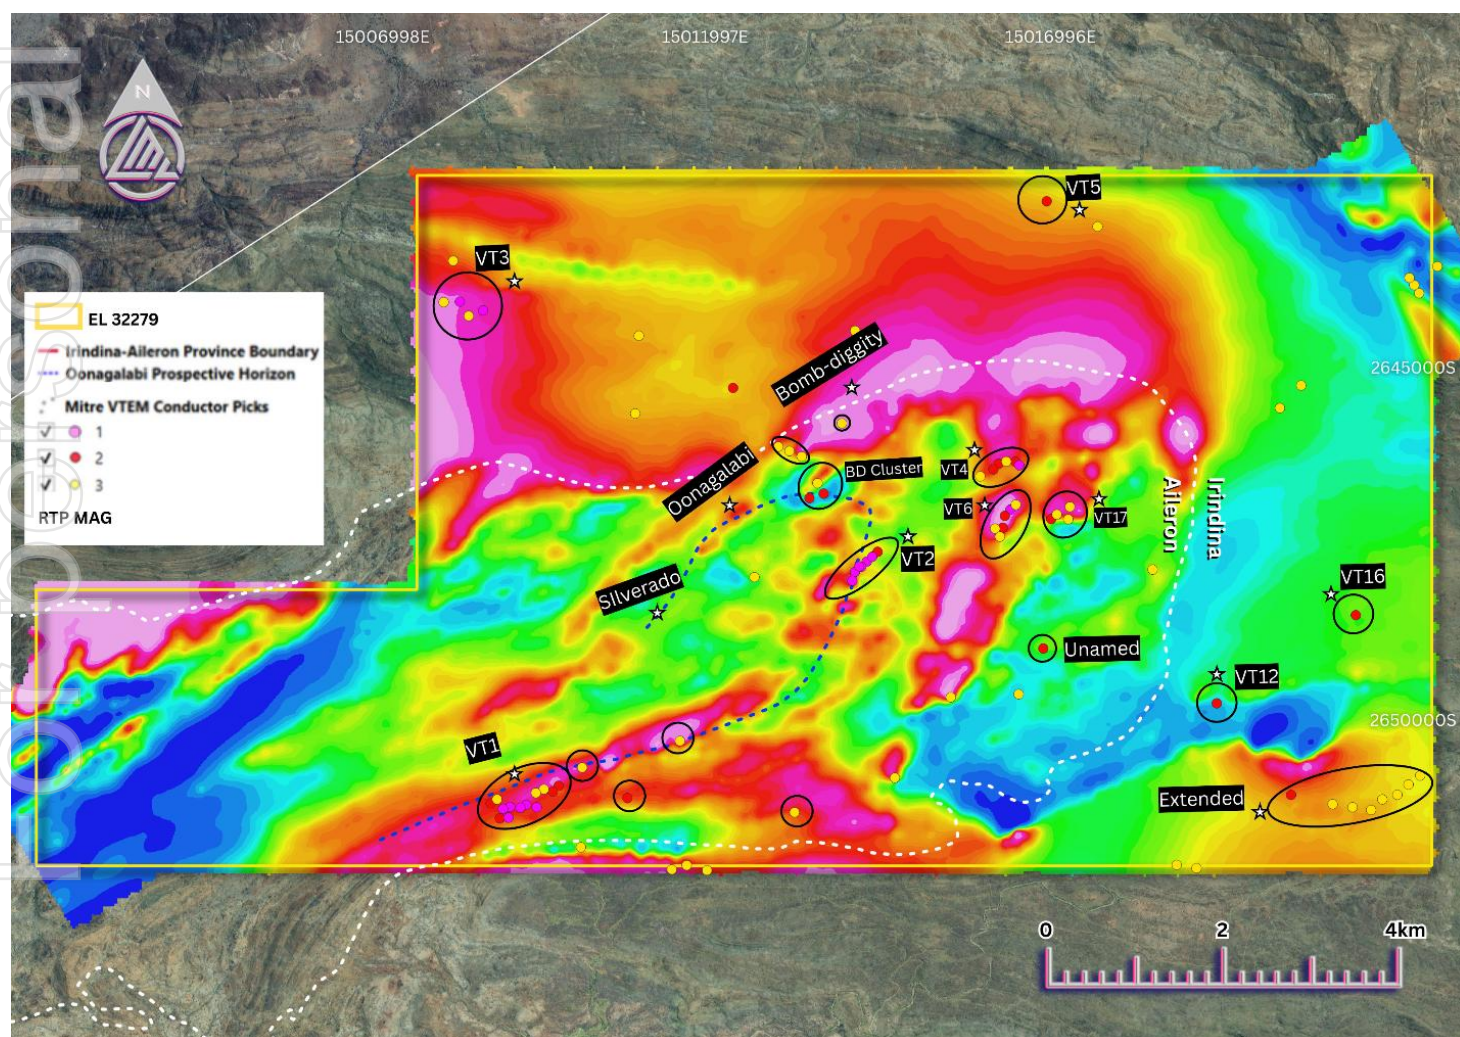 15006998E
15011997E
15016996E
N
VT5
VT3
EL 32279
Irindina-Aileron Province Boundary
Oonagalabi Prospective Horizon
Mitre VTEM Conductor Picks
1
2
3
RTP MAG
2645000S
Bomb-diggity
Oonagalabi
BD Cluster
VT4
VT6
VT17
Aileron
Irindina
VT2
SIlverado
VT16
Unamed
VT12
2650000S
VT1
Extended
0
2
4km
For personal